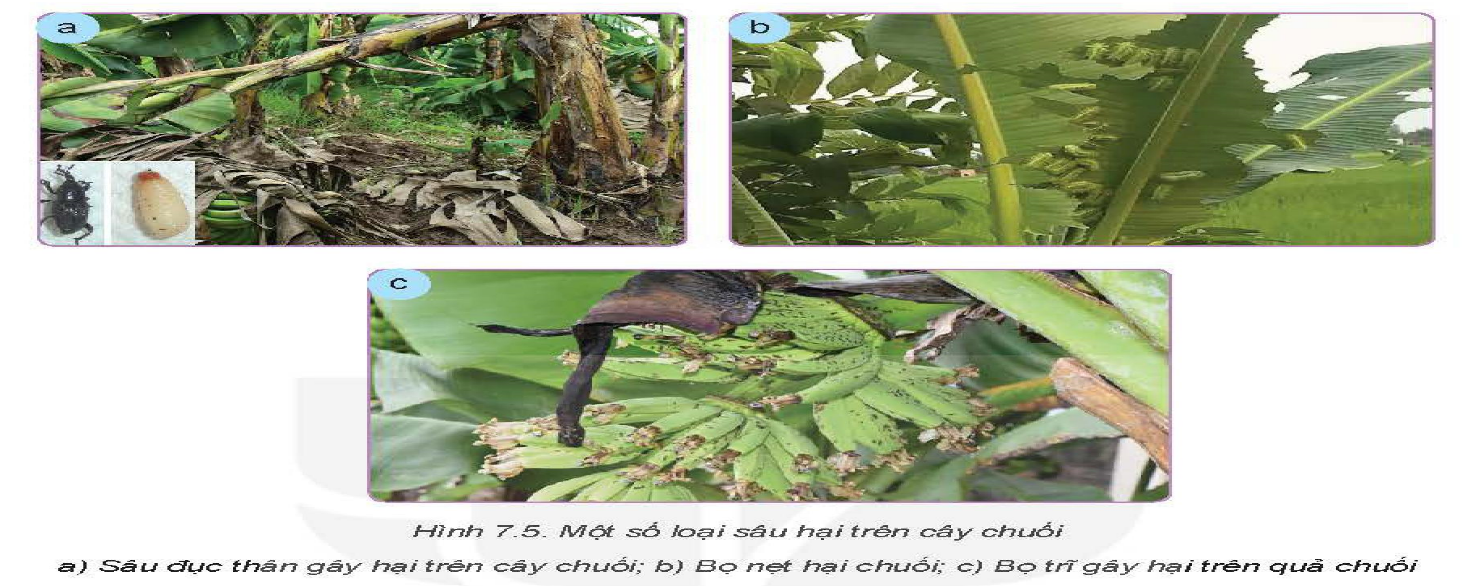 a
b
c
Hình 7.5. Một số loại sâu hại trên cây chuối
a) Sâu đục thân gây hại trên cây chuối; b) Bọ nẹt hại chuối; c) Bọ trĩ gây hại trên quả chuối